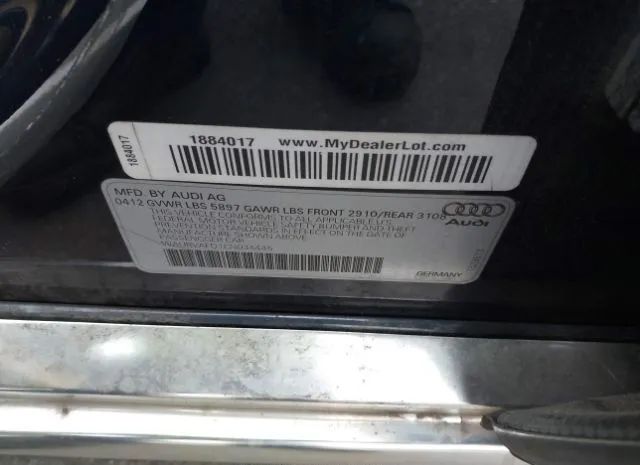 1884017
1884017 www.MyDealerLot.com
MFD. BY AUDI AG
0412 GVWR LBS 5897 GAWR LBS FRONT 2910/REAR 3108
THIS VEHICLE CONFORMS TO ALL APPLICABLE U.S.
FEDERAL MOTOR VEHICLE SAFETY BUMPER AND THEFT
PREVENTION STANDARDS IN EFFECT ON THE DATE OF
MANUFACTURE SHOWN ABOVE.
PASSENGER CAR
Audi
GERMANY